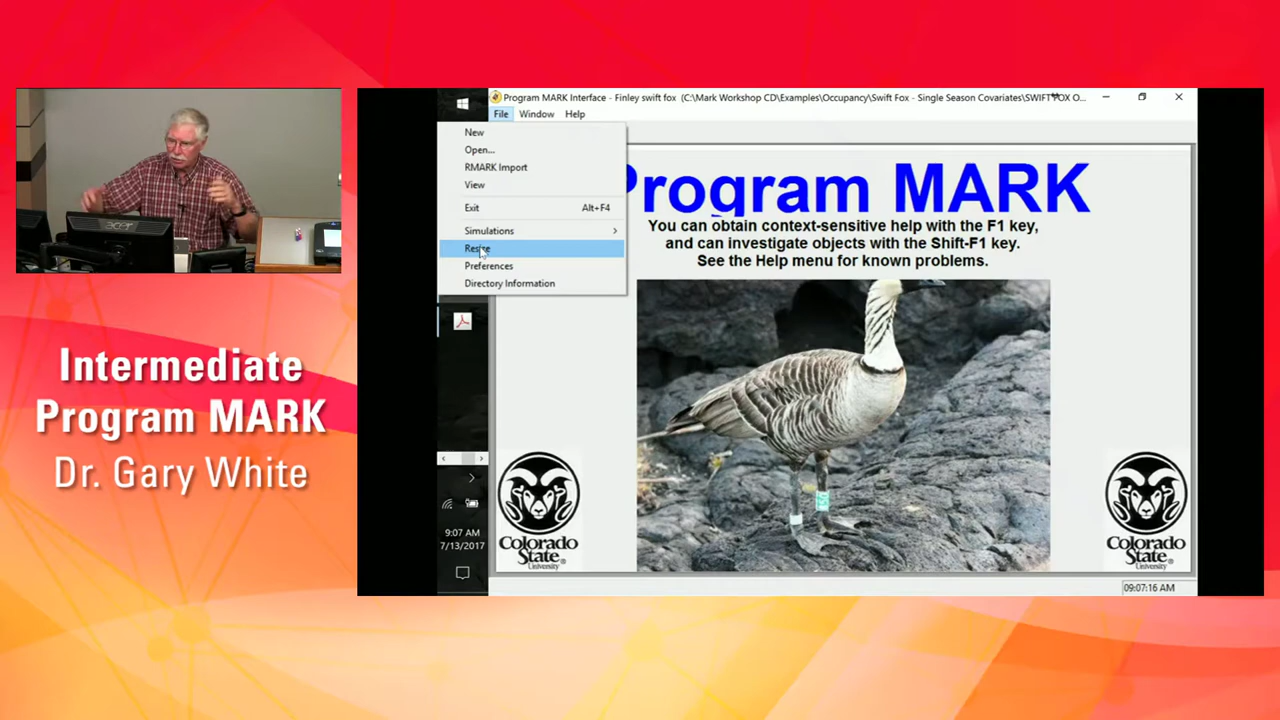 Program MARK Interface - Finley swift fox (C:\Mark Workshop CD\Examples\Occupancy\Swift Fox - Single Season Covariates\SWIFT FOX O...
File Window Help
New
Open...
RMARK Import
View
Exit Alt+F4
Simulations
Resize
Preferences
Directory Information
Program MARK
You can obtain context-sensitive help with the F1 key,
and can investigate objects with the Shift-F1 key.
See the Help menu for known problems.
Colorado
State
University
Colorado
State
University
9:07 AM
7/13/2017
09:07:16 AM
acer
Intermediate
Program MARK
Dr. Gary White